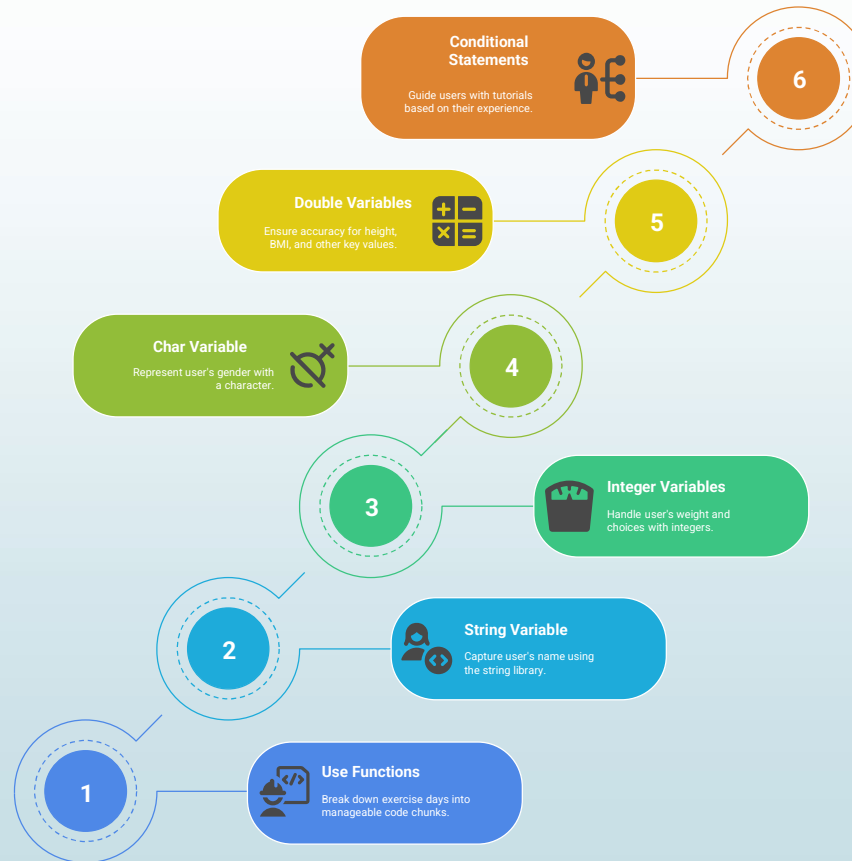 Conditional
Statements
Guide users with tutorials
based on their experience.
6
Double Variables
Ensure accuracy for height,
BMI, and other key values.
5
Char Variable
Represent user's gender with
a character.
4
3
Integer Variables
Handle user's weight and
choices with integers.
2
String Variable
Capture user's name using
the string library.
1
Use Functions
Break down exercise days into
manageable code chunks.